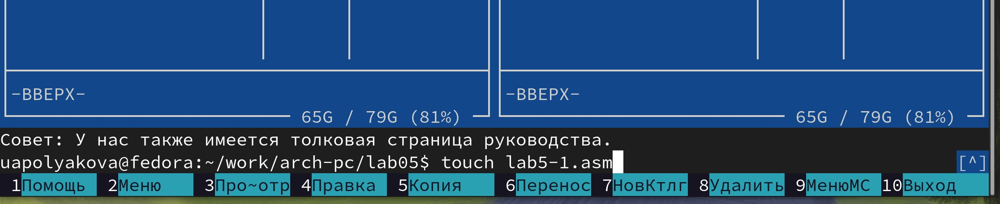 -ВВЕРХ- -ВВЕРХ-
65G / 79G (81%) 65G / 79G (81%)
Совет: У нас также имеется толковая страница руководства.
uapolyakova@fedora:~/work/arch-pc/lab05$ touch lab5-1.asm [^]
1Помощь 2Меню 3Про~отр 4Правка 5Копия 6Перенос 7НовКтлг 8Удалить 9МенюMC 10Выход